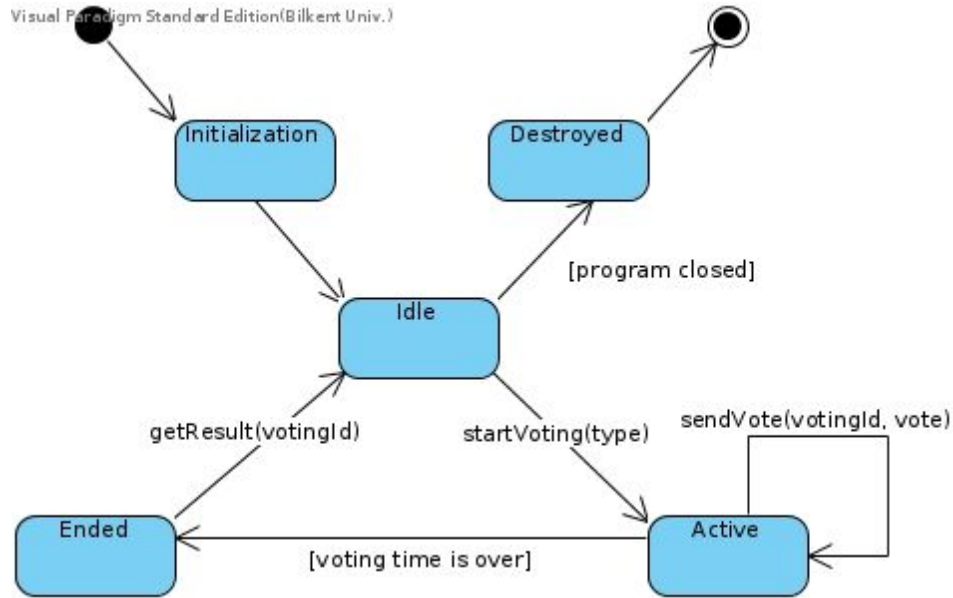 Visual Paradigm Standard Edition(Bilkent Univ.)
Initialization
Destroyed
[program closed]
Idle
getResult(votingId)
startVoting(type)
sendVote(votingId, vote)
Ended
[voting time is over]
Active